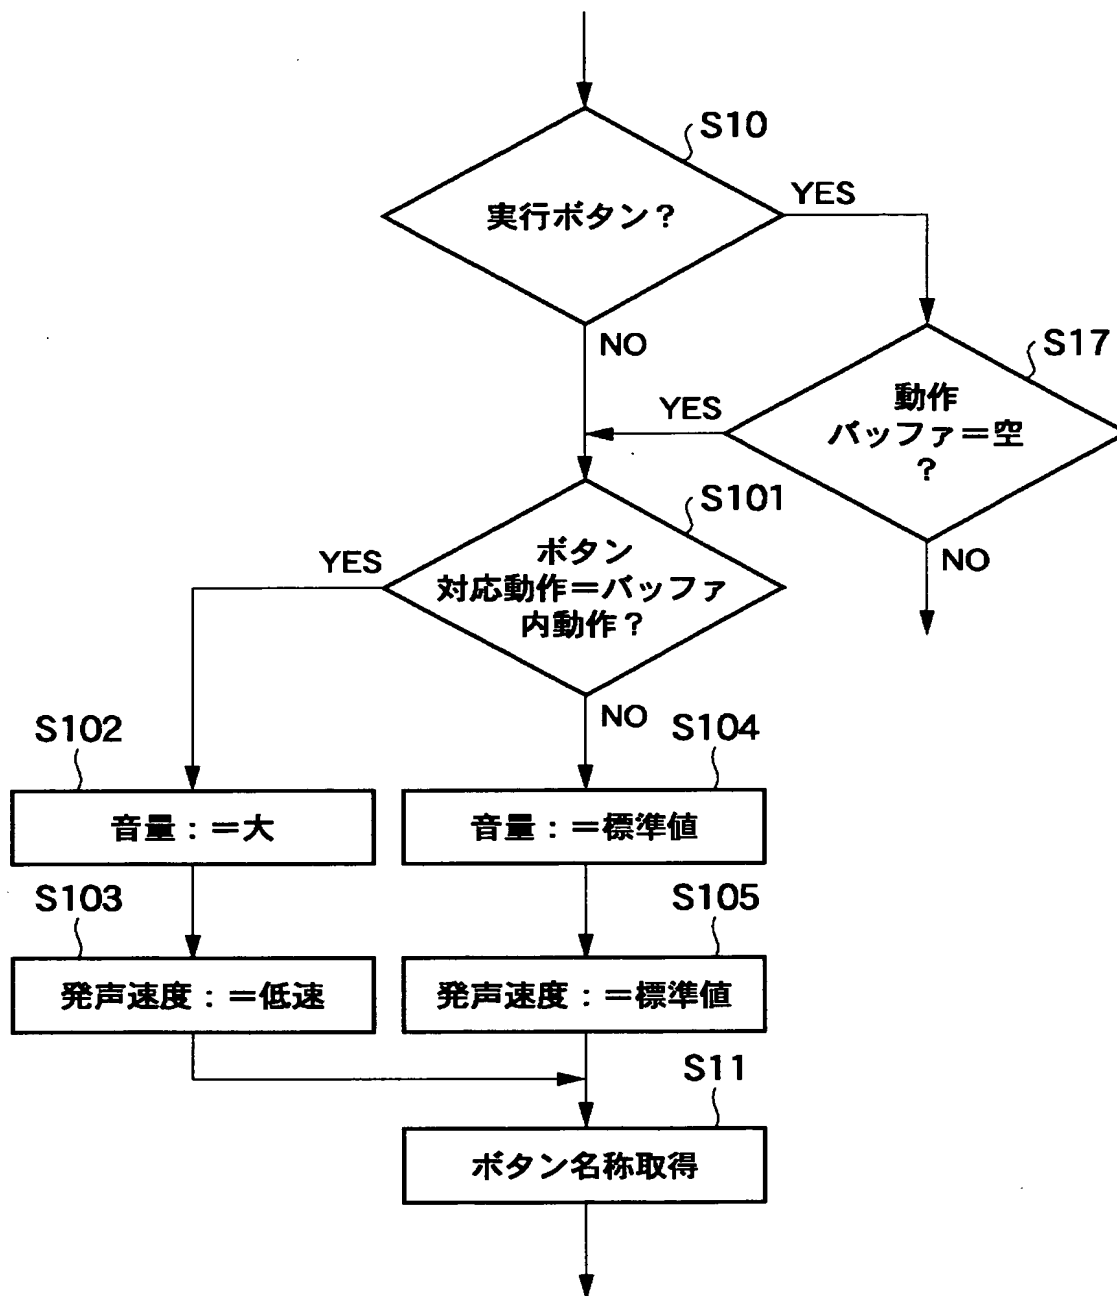 S10
実行ボタン？
YES
NO
S17
動作
バッファ＝空
？
YES
NO
S101
ボタン
対応動作＝バッファ
内動作？
YES
NO
S102
音量：＝大
S104
音量：＝標準値
S103
発声速度：＝低速
S105
発声速度：＝標準値
S11
ボタン名称取得